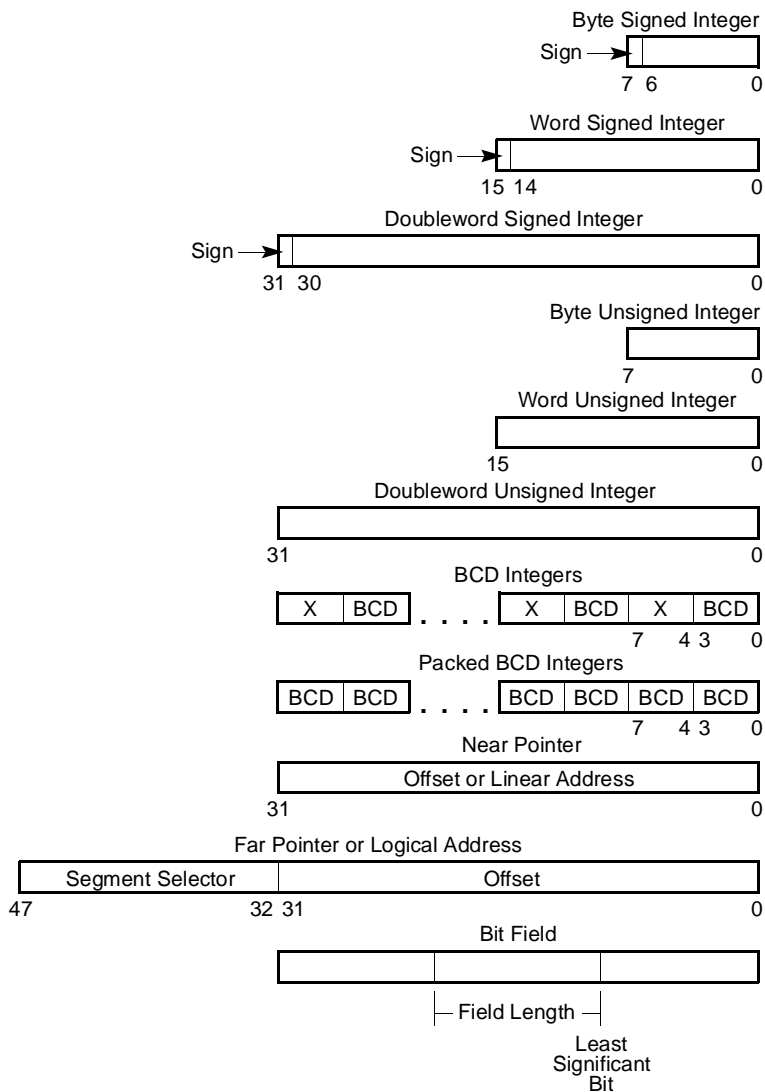 Byte Signed Integer
Sign
7 6 0
Word Signed Integer
Sign
15 14 0
Doubleword Signed Integer
Sign
31 30 0
Byte Unsigned Integer
7 0
Word Unsigned Integer
15 0
Doubleword Unsigned Integer
31 0
BCD Integers
X BCD . . . . X BCD X BCD
7 4 3 0
Packed BCD Integers
BCD BCD . . . . BCD BCD BCD BCD
7 4 3 0
Near Pointer
Offset or Linear Address
31 0
Far Pointer or Logical Address
Segment Selector Offset
47 32 31 0
Bit Field
Field Length
Least
Significant
Bit